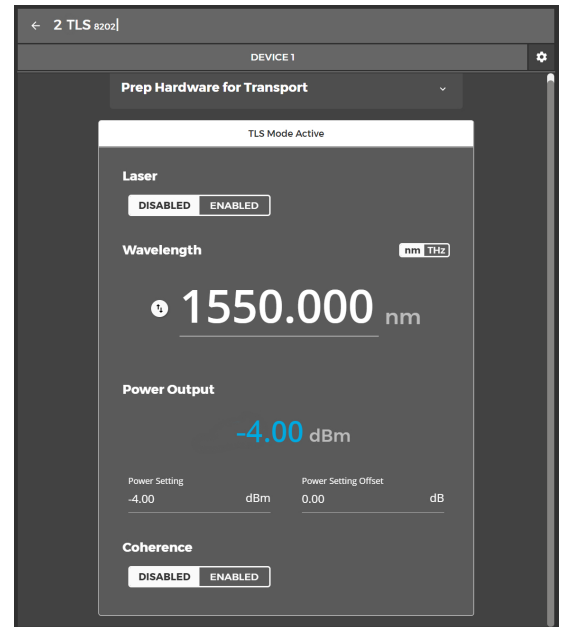 ← 2 TLS 8202
DEVICE 1
Prep Hardware for Transport
TLS Mode Active
Laser
DISABLED ENABLED
Wavelength nm THz
1550.000 nm
Power Output
-4.00 dBm
Power Setting Power Setting Offset
-4.00 dBm 0.00 dB
Coherence
DISABLED ENABLED